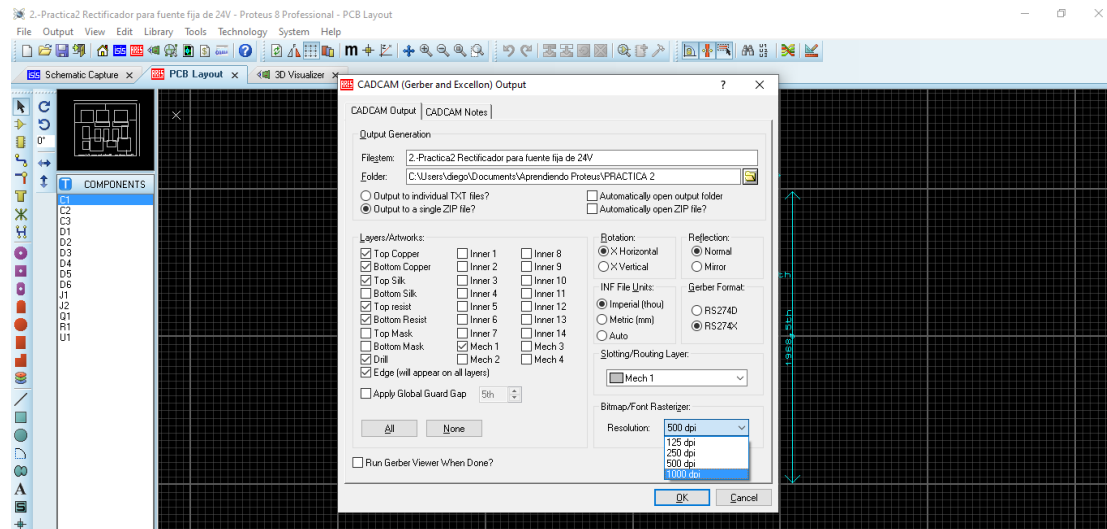 2.-Practica2 Rectificador para fuente fija de 24V - Proteus 8 Professional - PCB Layout
File Output View Edit Library Tools Technology System Help
Schematic Capture PCB Layout 3D Visualizer
0°
COMPONENTS
C1
C2
C3
D1
D2
D3
D4
D5
D6
J1
J2
Q1
R1
U1
CADCAM (Gerber and Excellon) Output
CADCAM Output CADCAM Notes
Output Generation
Filestem: 2.-Practica2 Rectificador para fuente fija de 24V
Folder: C:\Users\diego\Documents\Aprendiendo Proteus\PRACTICA 2
Output to individual TXT files? Automatically open output folder
Output to a single ZIP file? Automatically open ZIP file?
Layers/Artworks:
Top Copper Inner 1 Inner 8
Bottom Copper Inner 2 Inner 9
Top Silk Inner 3 Inner 10
Bottom Silk Inner 4 Inner 11
Top resist Inner 5 Inner 12
Bottom Resist Inner 6 Inner 13
Top Mask Inner 7 Inner 14
Bottom Mask Mech 1 Mech 3
Drill Mech 2 Mech 4
Edge (will appear on all layers)
Apply Global Guard Gap 5th
All None
Run Gerber Viewer When Done?
Rotation:
X Horizontal
X Vertical
Reflection:
Normal
Mirror
INF File Units:
Imperial (thou)
Metric (mm)
Auto
Gerber Format:
RS274D
RS274X
Slotting/Routing Layer:
Mech 1
Bitmap/Font Rasterizer:
Resolution: 500 dpi
125 dpi
250 dpi
500 dpi
1000 dpi
OK Cancel
1968.5th